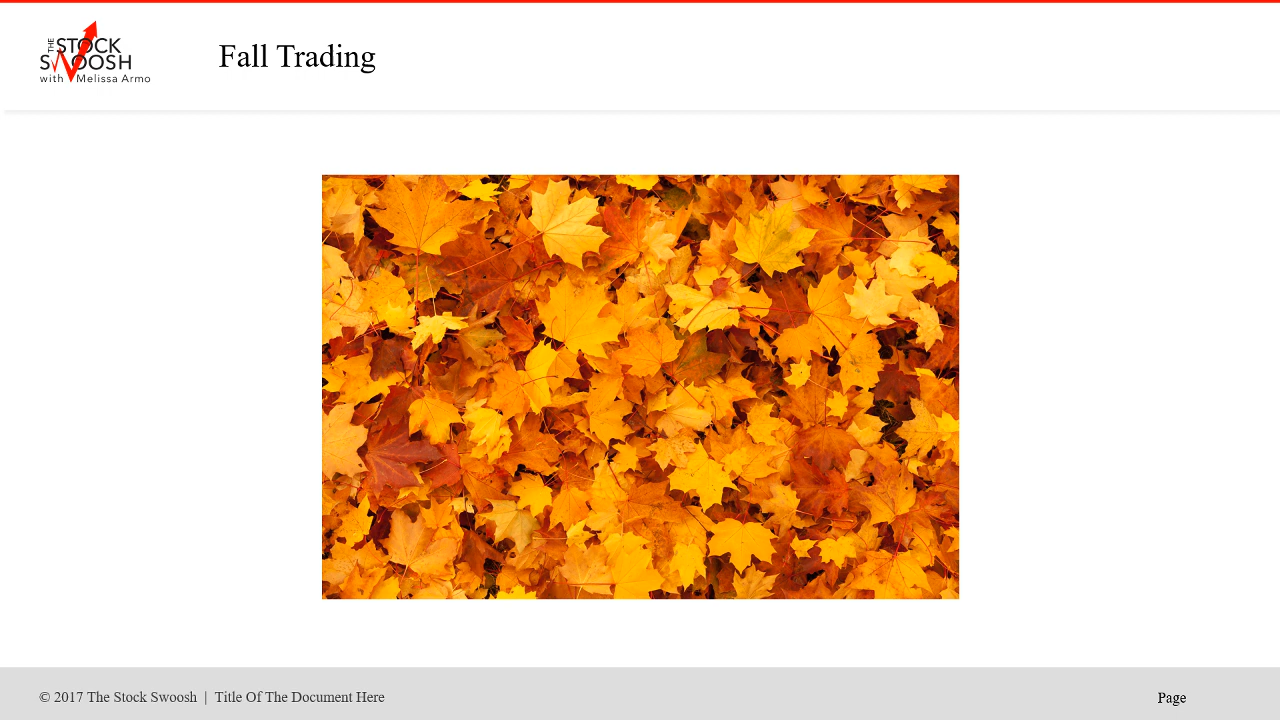 THE STOCK
SWOOSH
with Melissa Armo
Fall Trading
© 2017 The Stock Swoosh | Title Of The Document Here
Page